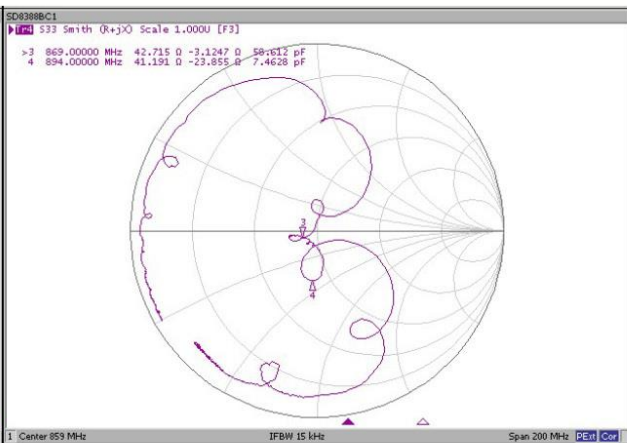 SD8388BC1
Tr4 S33 Smith (R+jX) Scale 1.000U [F3]
>3 869.00000 MHz 42.715 Ω -3.1247 Ω 58.612 pF
4 894.00000 MHz 41.191 Ω -23.855 Ω 7.4628 pF
3
4
1 Center 859 MHz IFBW 15 kHz Span 200 MHz PExt Cor